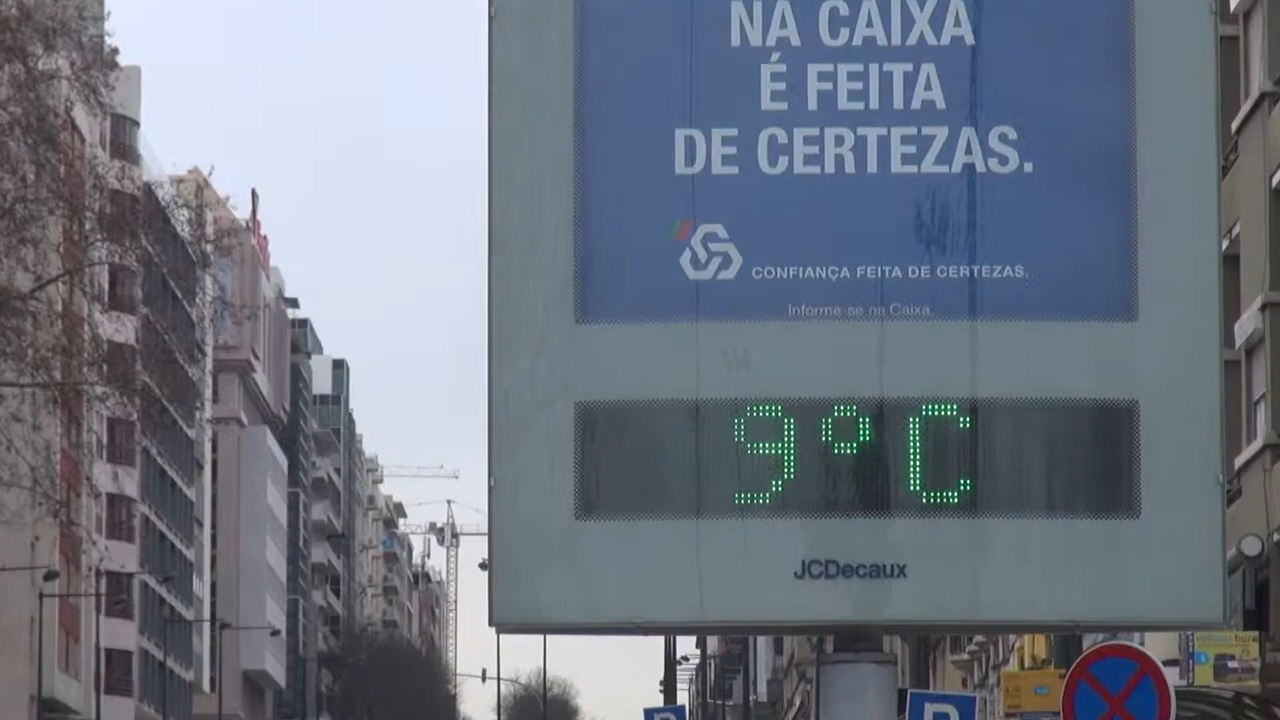 NA CAIXA
É FEITA
DE CERTEZAS.
CONFIANÇA FEITA DE CERTEZAS.
Informe-se na Caixa.
9°C
JCDecaux
P
P